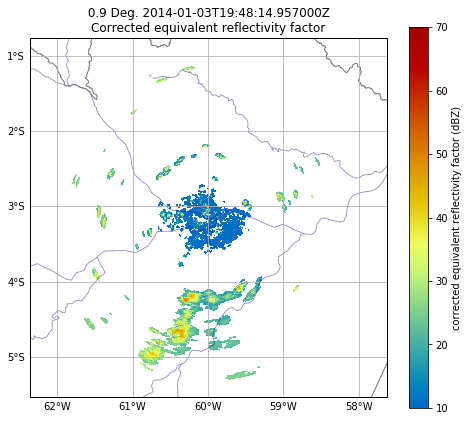 0.9 Deg. 2014-01-03T19:48:14.957000Z
Corrected equivalent reflectivity factor
1°S
2°S
3°S
4°S
5°S
62°W 61°W 60°W 59°W 58°W
70
60
50
40
30
20
10
corrected equivalent reflectivity factor (dBZ)